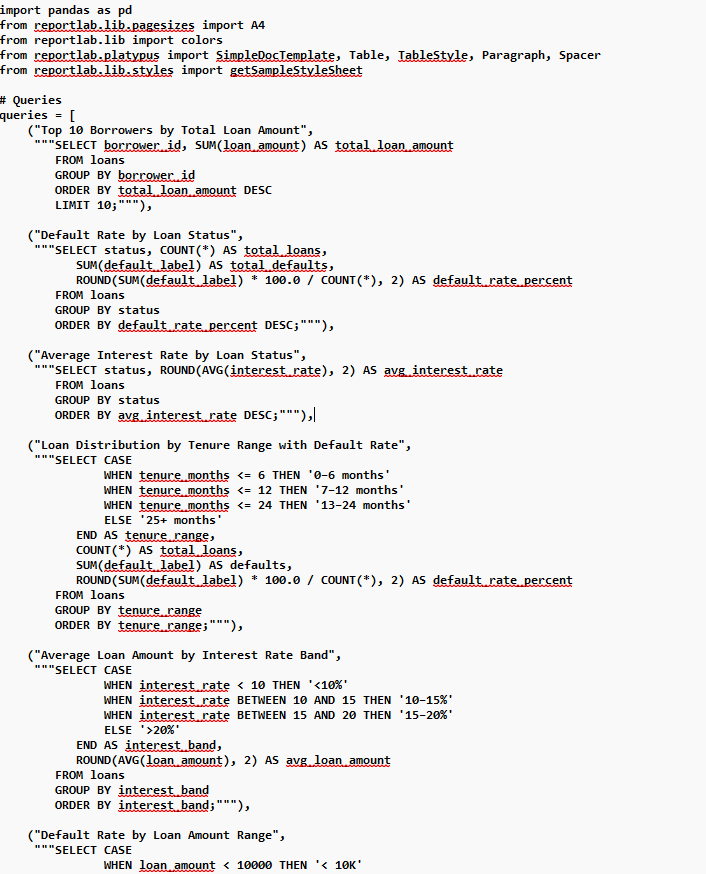 import pandas as pd
from reportlab.lib.pagesizes import A4
from reportlab.lib import colors
from reportlab.platypus import SimpleDocTemplate, Table, TableStyle, Paragraph, Spacer
from reportlab.lib.styles import getSampleStyleSheet

# Queries
queries = [
    ("Top 10 Borrowers by Total Loan Amount",
     """SELECT borrower_id, SUM(loan_amount) AS total_loan_amount
        FROM loans
        GROUP BY borrower_id
        ORDER BY total_loan_amount DESC
        LIMIT 10;"""),

    ("Default Rate by Loan Status",
     """SELECT status, COUNT(*) AS total_loans,
           SUM(default_label) AS total_defaults,
           ROUND(SUM(default_label) * 100.0 / COUNT(*), 2) AS default_rate_percent
        FROM loans
        GROUP BY status
        ORDER BY default_rate_percent DESC;"""),

    ("Average Interest Rate by Loan Status",
     """SELECT status, ROUND(AVG(interest_rate), 2) AS avg_interest_rate
        FROM loans
        GROUP BY status
        ORDER BY avg_interest_rate DESC;"""),

    ("Loan Distribution by Tenure Range with Default Rate",
     """SELECT CASE
               WHEN tenure_months <= 6 THEN '0–6 months'
               WHEN tenure_months <= 12 THEN '7–12 months'
               WHEN tenure_months <= 24 THEN '13–24 months'
               ELSE '25+ months'
           END AS tenure_range,
           COUNT(*) AS total_loans,
           SUM(default_label) AS defaults,
           ROUND(SUM(default_label) * 100.0 / COUNT(*), 2) AS default_rate_percent
        FROM loans
        GROUP BY tenure_range
        ORDER BY tenure_range;"""),

    ("Average Loan Amount by Interest Rate Band",
     """SELECT CASE
               WHEN interest_rate < 10 THEN '<10%'
               WHEN interest_rate BETWEEN 10 AND 15 THEN '10–15%'
               WHEN interest_rate BETWEEN 15 AND 20 THEN '15–20%'
               ELSE '>20%'
           END AS interest_band,
           ROUND(AVG(loan_amount), 2) AS avg_loan_amount
        FROM loans
        GROUP BY interest_band
        ORDER BY interest_band;"""),

    ("Default Rate by Loan Amount Range",
     """SELECT CASE
               WHEN loan_amount < 10000 THEN '< 10K'